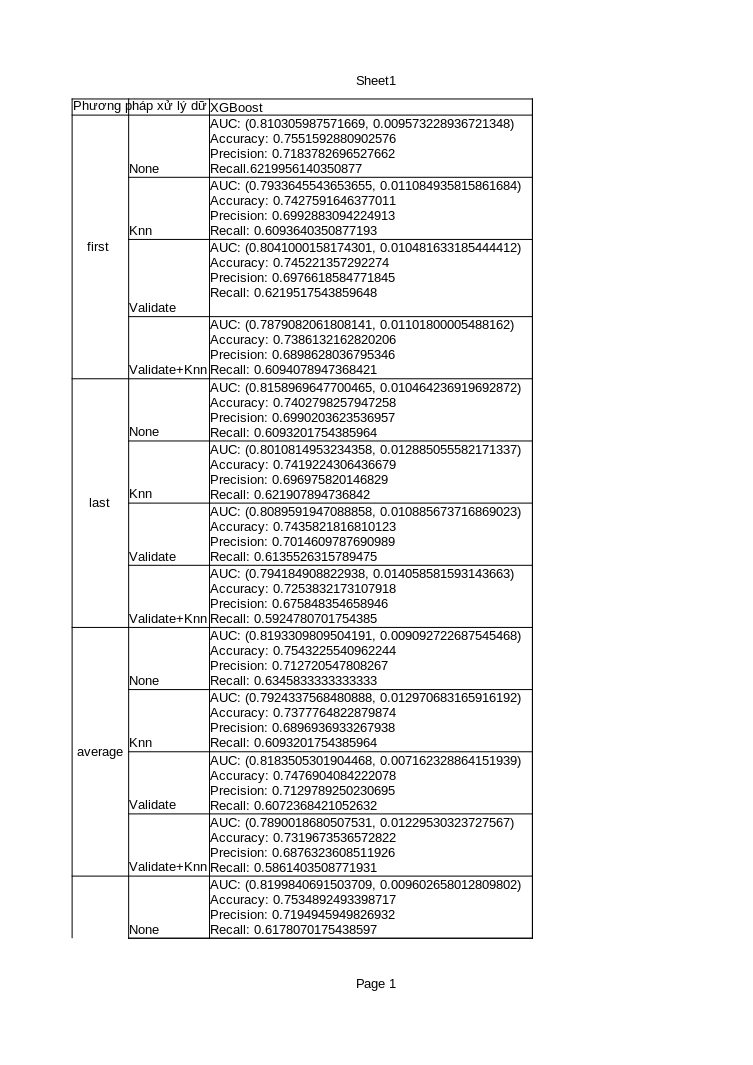 Sheet1
Phương pháp xử lý dữ XGBoost
AUC: (0.810305987571669, 0.009573228936721348)
Accuracy: 0.7551592880902576
Precision: 0.7183782696527662
None Recall.6219956140350877
AUC: (0.7933645543653655, 0.011084935815861684)
Accuracy: 0.7427591646377011
Precision: 0.6992883094224913
Knn Recall: 0.6093640350877193
first
AUC: (0.8041000158174301, 0.010481633185444412)
Accuracy: 0.745221357292274
Precision: 0.6976618584771845
Recall: 0.6219517543859648
Validate
AUC: (0.7879082061808141, 0.01101800005488162)
Accuracy: 0.7386132162820206
Precision: 0.6898628036795346
Validate+Knn Recall: 0.6094078947368421
AUC: (0.8158969647700465, 0.010464236919692872)
Accuracy: 0.7402798257947258
Precision: 0.6990203623536957
None Recall: 0.6093201754385964
AUC: (0.8010814953234358, 0.012885055582171337)
Accuracy: 0.7419224306436679
Precision: 0.696975820146829
Knn Recall: 0.621907894736842
last
AUC: (0.8089591947088858, 0.010885673716869023)
Accuracy: 0.7435821816810123
Precision: 0.7014609787690989
Validate Recall: 0.6135526315789475
AUC: (0.794184908822938, 0.014058581593143663)
Accuracy: 0.7253832173107918
Precision: 0.675848354658946
Validate+Knn Recall: 0.5924780701754385
AUC: (0.8193309809504191, 0.009092722687545468)
Accuracy: 0.7543225540962244
Precision: 0.712720547808267
None Recall: 0.6345833333333333
AUC: (0.7924337568480888, 0.012970683165916192)
Accuracy: 0.7377764822879874
Precision: 0.6896936933267938
Knn Recall: 0.6093201754385964
average
AUC: (0.8183505301904468, 0.007162328864151939)
Accuracy: 0.7476904084222078
Precision: 0.7129789250230695
Validate Recall: 0.6072368421052632
AUC: (0.7890018680507531, 0.01229530323727567)
Accuracy: 0.7319673536572822
Precision: 0.6876323608511926
Validate+Knn Recall: 0.5861403508771931
AUC: (0.8199840691503709, 0.009602658012809802)
Accuracy: 0.7534892493398717
Precision: 0.7194945949826932
None Recall: 0.6178070175438597
Page 1